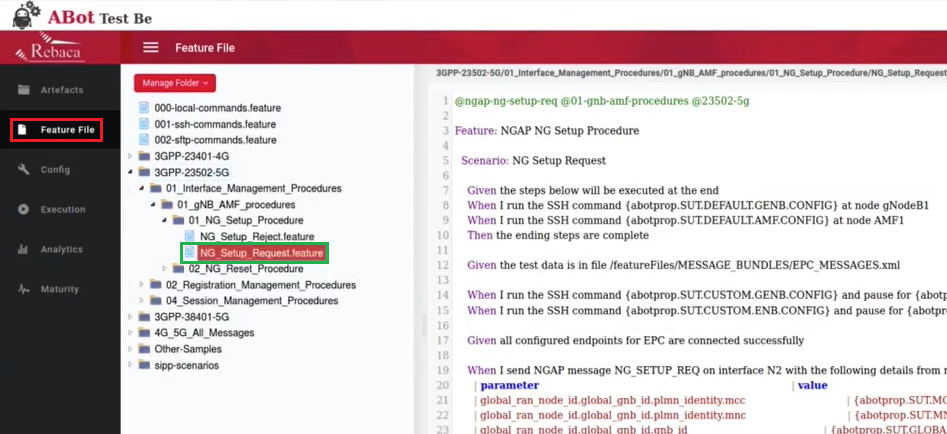 ABot Test Be
Rebaca
Feature File
Artefacts
Feature File
Config
Execution
Analytics
Maturity
Manage Folder
000-local-commands.feature
001-ssh-commands.feature
002-sftp-commands.feature
3GPP-23401-4G
3GPP-23502-5G
01_Interface_Management_Procedures
01_gNB_AMF_procedures
01_NG_Setup_Procedure
NG_Setup_Reject.feature
NG_Setup_Request.feature
02_NG_Reset_Procedure
02_Registration_Management_Procedures
04_Session_Management_Procedures
3GPP-38401-5G
4G_5G_All_Messages
Other-Samples
sipp-scenarios
3GPP-23502-5G/01_Interface_Management_Procedures/01_gNB_AMF_procedures/01_NG_Setup_Procedure/NG_Setup_Request
1 @ngap-ng-setup-req @01-gnb-amf-procedures @23502-5g
2
3 Feature: NGAP NG Setup Procedure
4
5 Scenario: NG Setup Request
6
7 Given the steps below will be executed at the end
8 When I run the SSH command {abotprop.SUT.DEFAULT.GENB.CONFIG} at node gNodeB1
9 When I run the SSH command {abotprop.SUT.DEFAULT.AMF.CONFIG} at node AMF1
10 Then the ending steps are complete
11
12 Given the test data is in file /featureFiles/MESSAGE_BUNDLES/EPC_MESSAGES.xml
13
14 When I run the SSH command {abotprop.SUT.CUSTOM.GENB.CONFIG} and pause for {abotp
15 When I run the SSH command {abotprop.SUT.CUSTOM.ENB.CONFIG} and pause for {abotpro
16
17 Given all configured endpoints for EPC are connected successfully
18
19 When I send NGAP message NG_SETUP_REQ on interface N2 with the following details from
20 | parameter | value
21 | global_ran_node_id.global_gnb_id.plmn_identity.mcc | {abotprop.SUT.MC
22 | global_ran_node_id.global_gnb_id.plmn_identity.mnc | {abotprop.SUT.MN
23 | global_ran_node_id.global_gnb_id.gnb_id | {abotprop.SUT.GLOBA